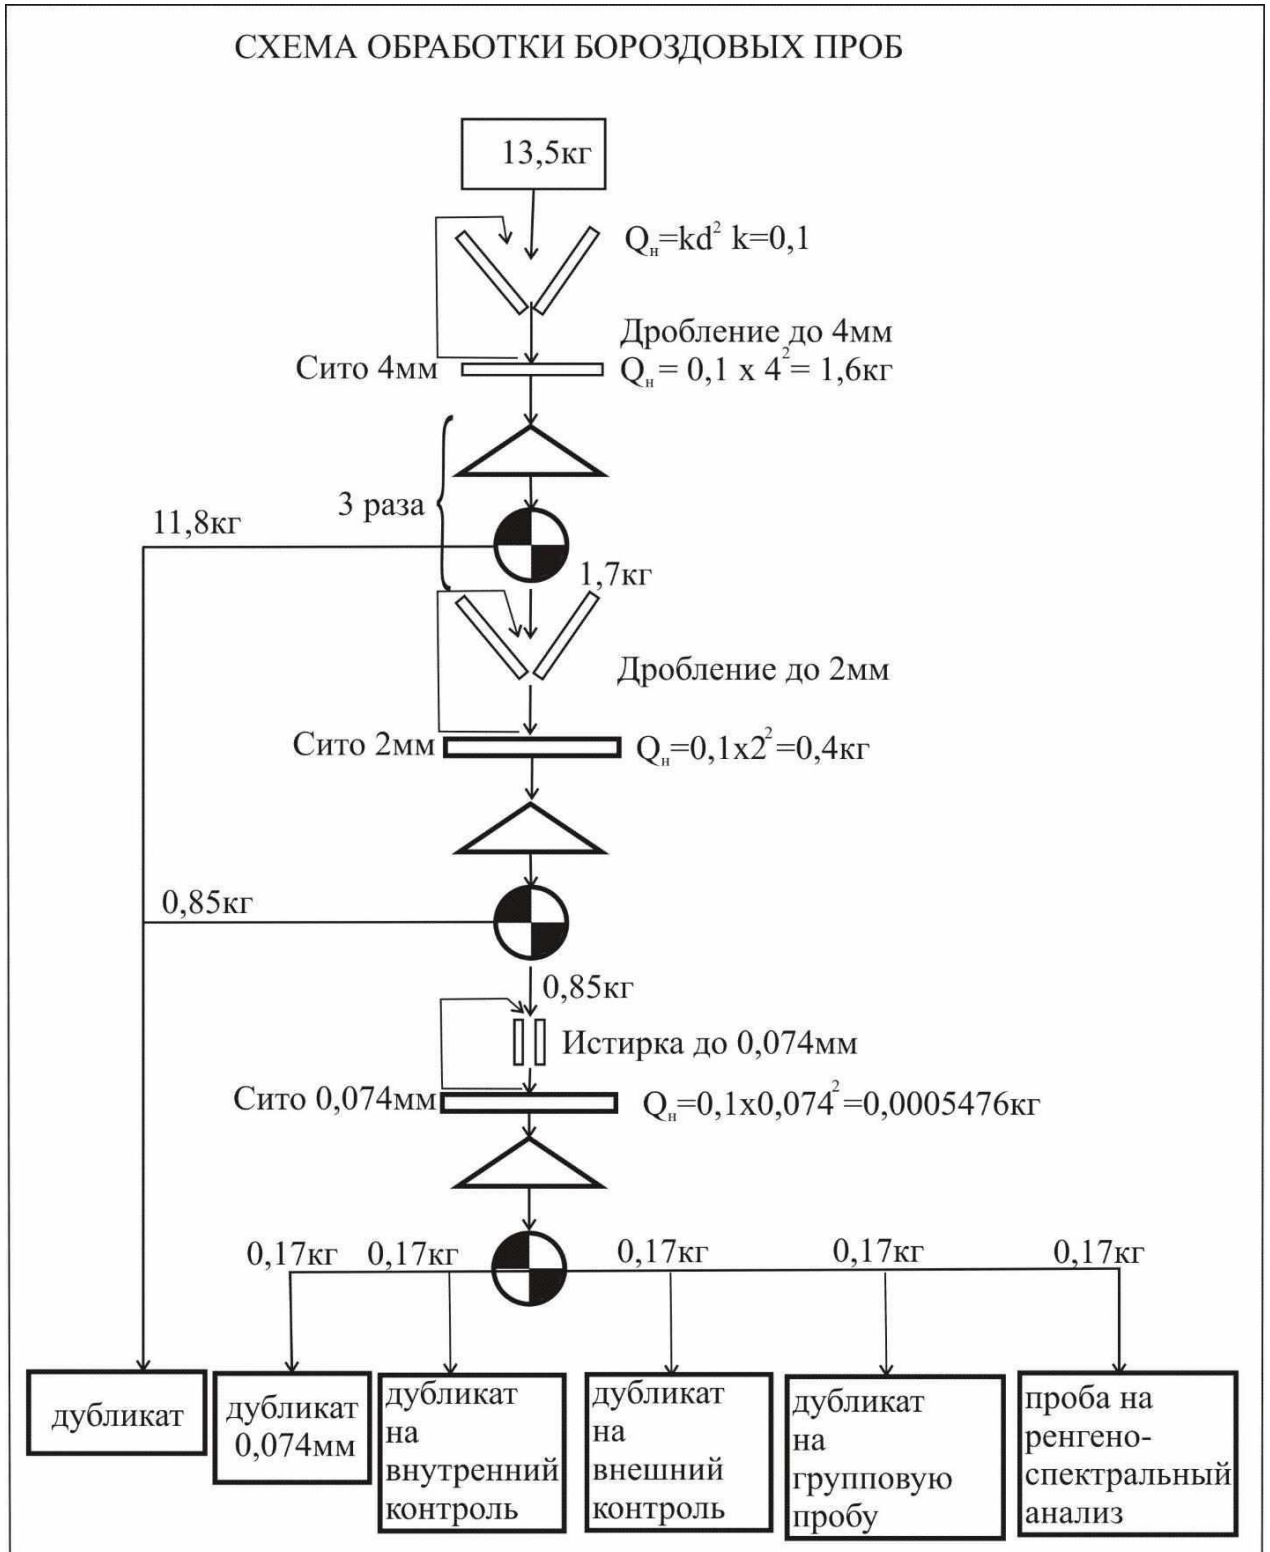 СХЕМА ОБРАБОТКИ БОРОЗДОВЫХ ПРОБ
13,5кг
Qн=kd² k=0,1
Дробление до 4мм
Сито 4мм
Qн = 0,1 x 4²= 1,6кг
3 раза
11,8кг
1,7кг
Дробление до 2мм
Сито 2мм
Qн=0,1x2²=0,4кг
0,85кг
0,85кг
Истирка до 0,074мм
Сито 0,074мм
Qн=0,1x0,074²=0,0005476кг
0,17кг
0,17кг
0,17кг
0,17кг
0,17кг
дубликат
дубликат
0,074мм
дубликат
на
внутренний
контроль
дубликат
на
внешний
контроль
дубликат
на
групповую
пробу
проба на
ренгено-
спектральный
анализ